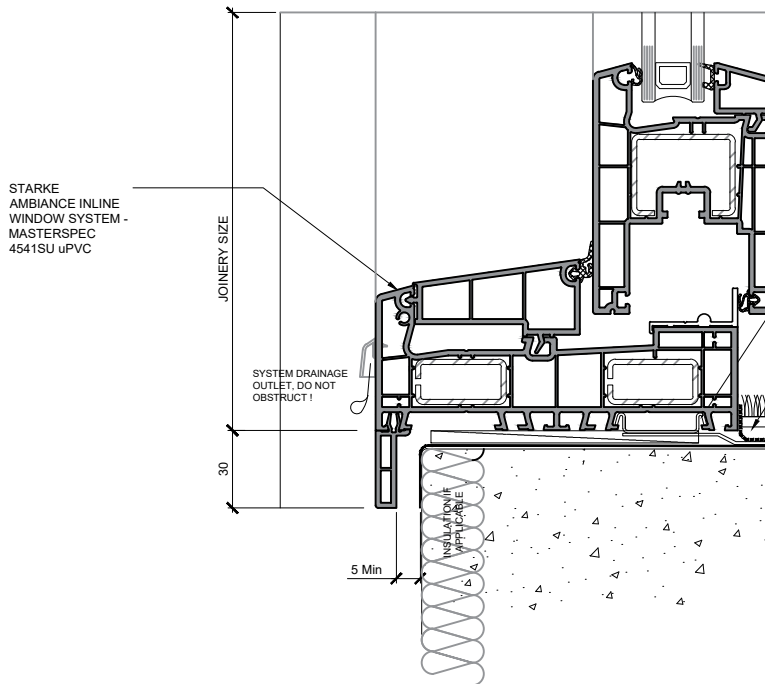 STARKE
AMBIANCE INLINE
WINDOW SYSTEM -
MASTERSPEC
4541SU uPVC
JOINERY SIZE
SYSTEM DRAINAGE
OUTLET, DO NOT
OBSTRUCT !
30
INSULATION IF
APPLICABLE
5 Min